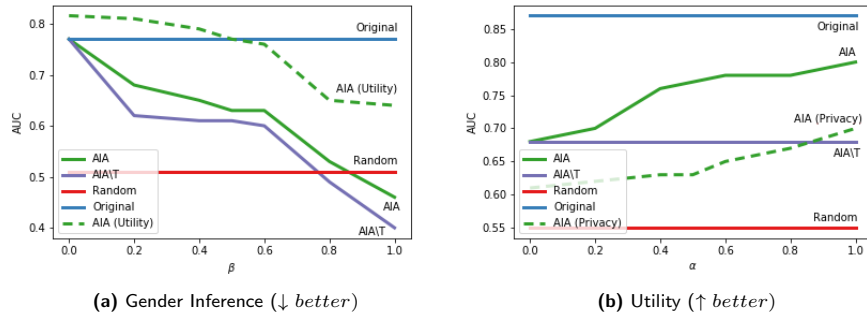 0.8
0.7
0.6
0.5
0.4
AUC
Original
AIA (Utility)
Random
AIA
AIA\T
AIA
AIA\T
Random
Original
AIA (Utility)
0.0 0.2 0.4 0.6 0.8 1.0
β
(a) Gender Inference (↓ better)
0.85
0.80
0.75
0.70
0.65
0.60
0.55
AUC
Original
AIA
AIA (Privacy)
AIA\T
Random
AIA
AIA\T
Random
Original
AIA (Privacy)
0.0 0.2 0.4 0.6 0.8 1.0
α
(b) Utility (↑ better)